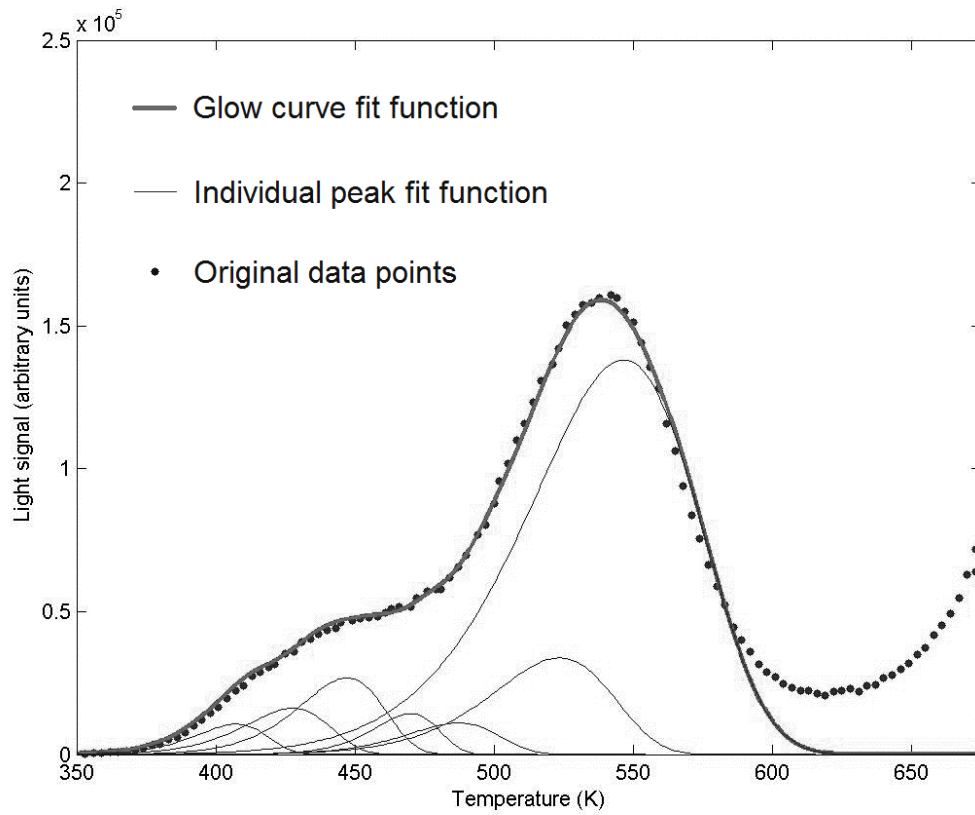 x 10^5
2.5
2
1.5
1
0.5
0
Light signal (arbitrary units)
Glow curve fit function
Individual peak fit function
Original data points
350 400 450 500 550 600 650
Temperature (K)